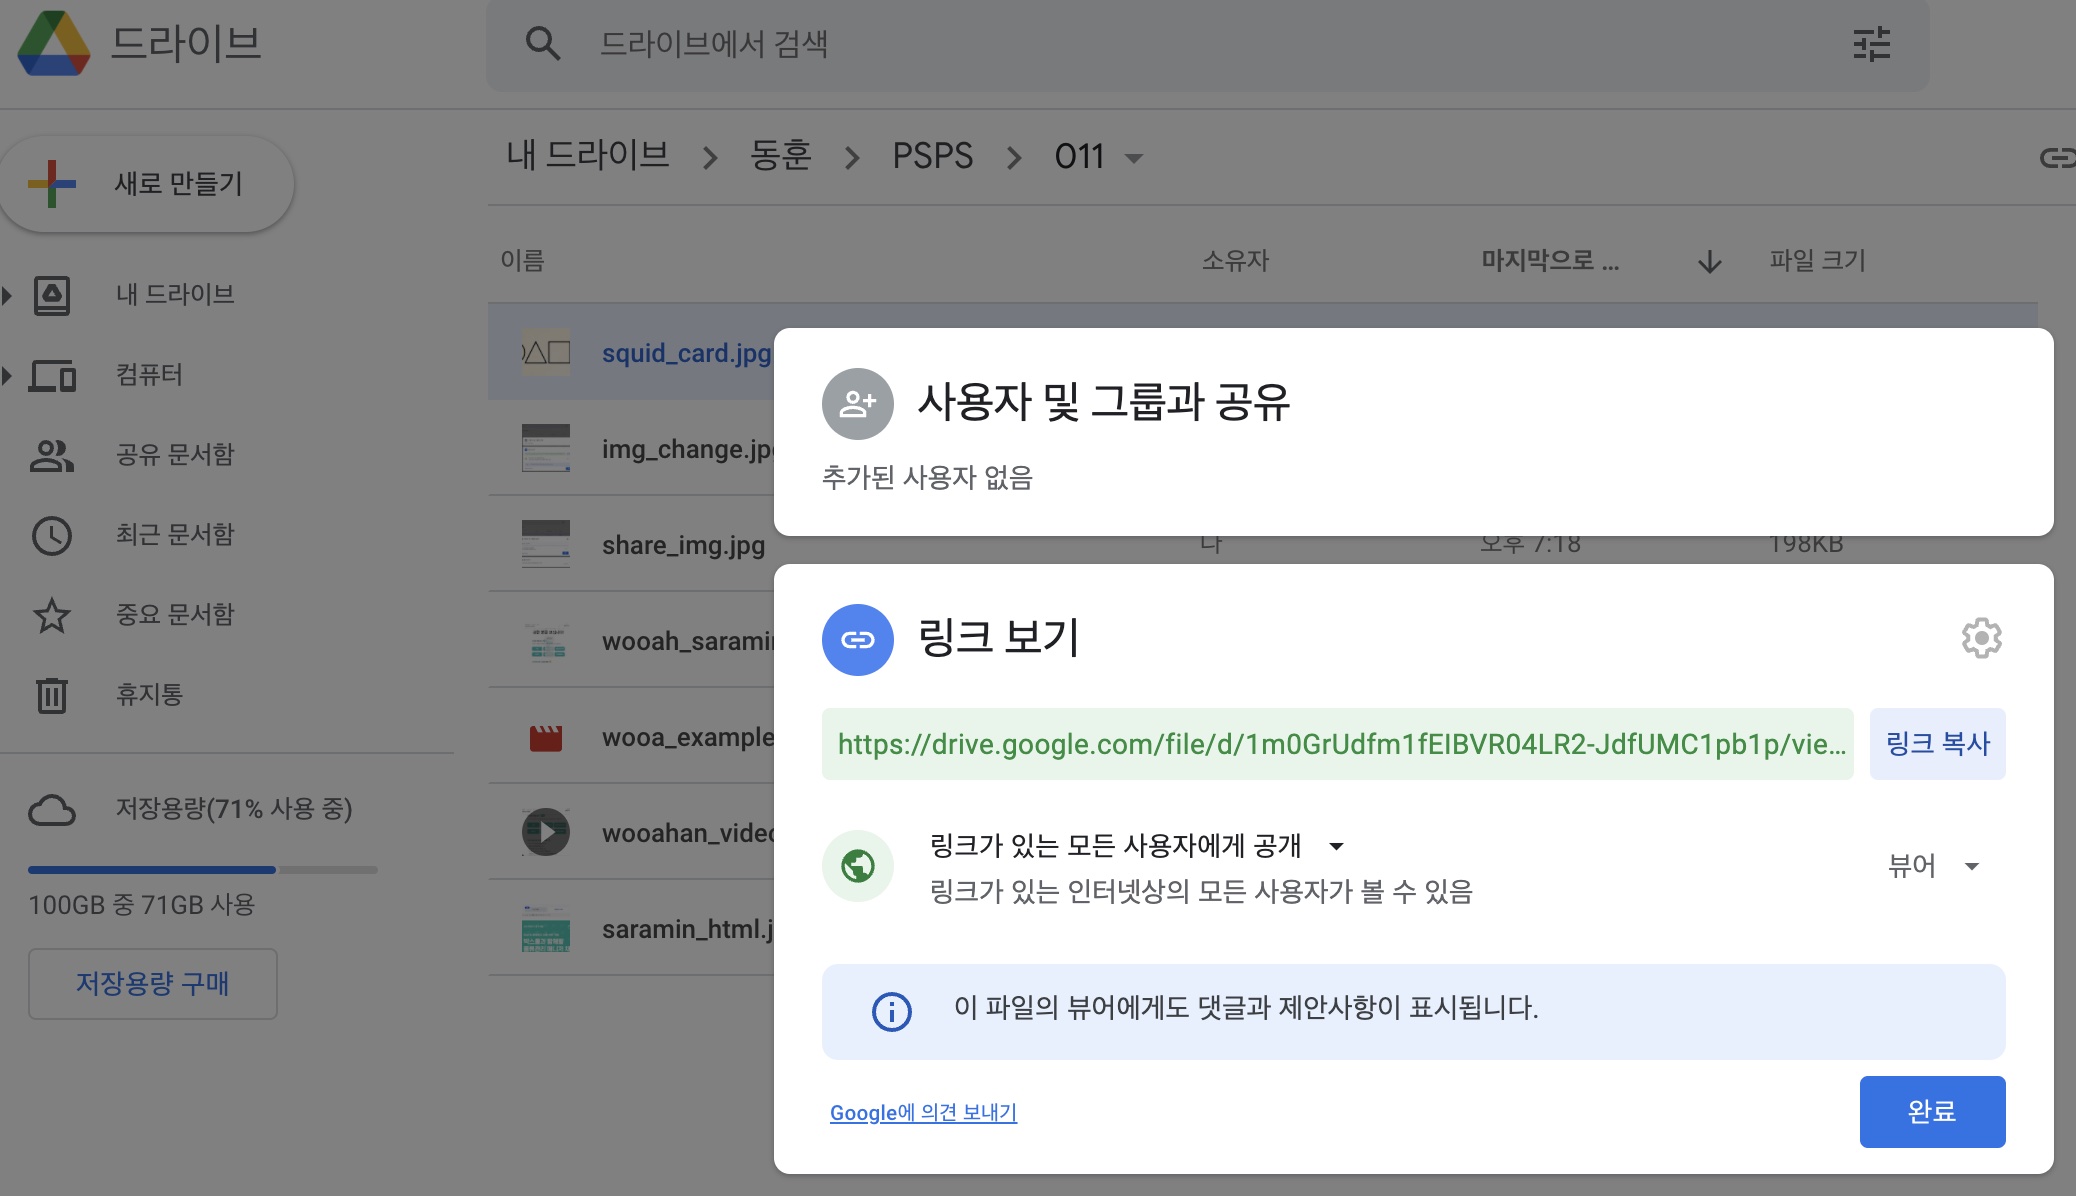 드라이브
드라이브에서 검색
내 드라이브 > 동훈 > PSPS > 011
새로 만들기
내 드라이브
컴퓨터
공유 문서함
최근 문서함
중요 문서함
휴지통
저장용량(71% 사용 중)
100GB 중 71GB 사용
저장용량 구매
이름 소유자 마지막으로 ... 파일 크기
squid_card.jpg
img_change.jp
share_img.jpg 나 오후 7:18 198KB
wooah_saramin
wooa_example
wooahan_video
saramin_html.j
사용자 및 그룹과 공유
추가된 사용자 없음
링크 보기
https://drive.google.com/file/d/1m0GrUdfm1fEIBVR04LR2-JdfUMC1pb1p/vie... 링크 복사
링크가 있는 모든 사용자에게 공개
링크가 있는 인터넷상의 모든 사용자가 볼 수 있음
뷰어
이 파일의 뷰어에게도 댓글과 제안사항이 표시됩니다.
Google에 의견 보내기
완료